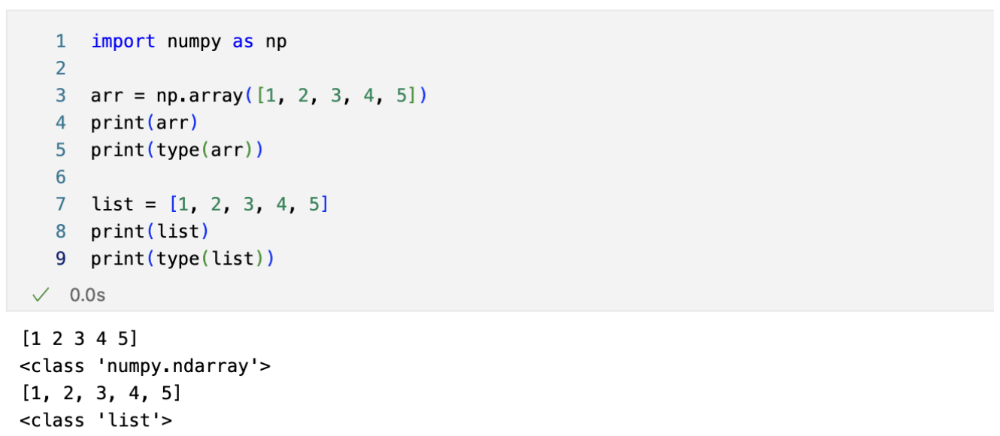 1 import numpy as np
2
3 arr = np.array([1, 2, 3, 4, 5])
4 print(arr)
5 print(type(arr))
6
7 list = [1, 2, 3, 4, 5]
8 print(list)
9 print(type(list))
✓ 0.0s
[1 2 3 4 5]
<class 'numpy.ndarray'>
[1, 2, 3, 4, 5]
<class 'list'>